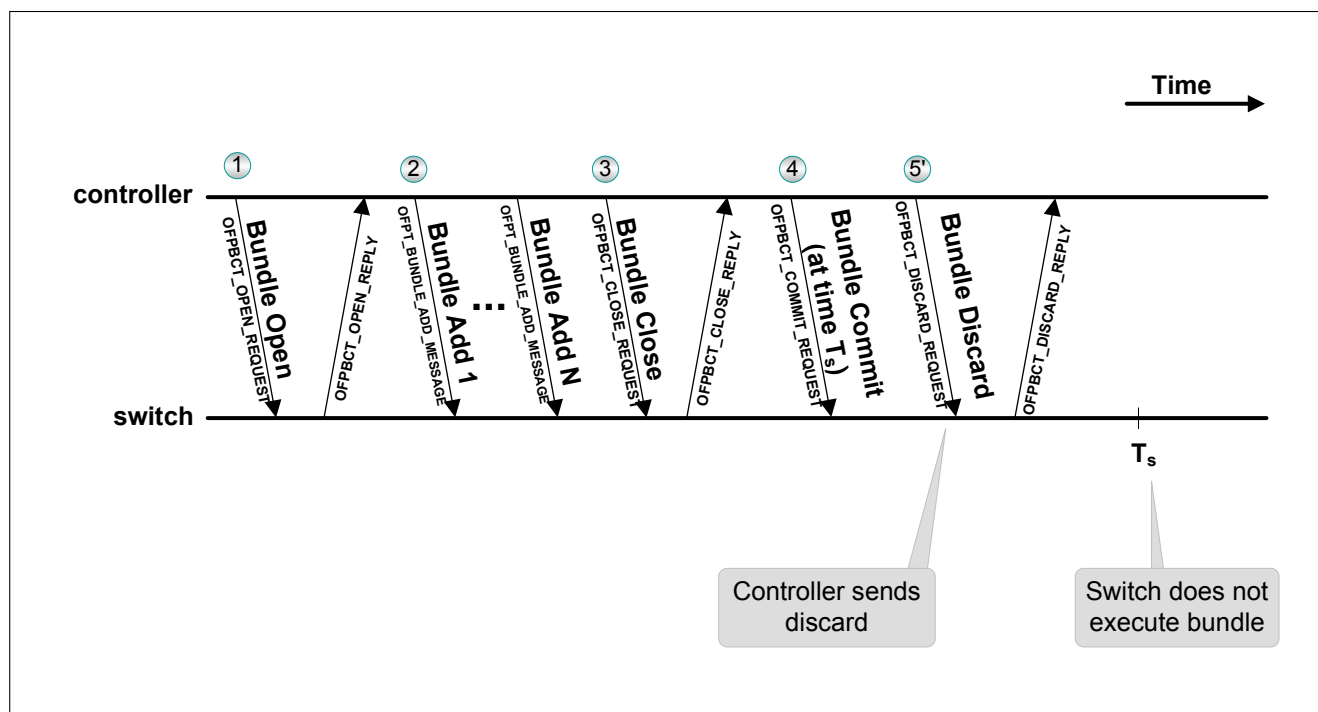 Time
1
2
3
4
5'
controller
Bundle Open
OFPBCT_OPEN_REQUEST
OFPBCT_OPEN_REPLY
Bundle Add 1
OFPT_BUNDLE_ADD_MESSAGE
...
Bundle Add N
OFPT_BUNDLE_ADD_MESSAGE
Bundle Close
OFPBCT_CLOSE_REQUEST
OFPBCT_CLOSE_REPLY
Bundle Commit
(at time Ts)
OFPBCT_COMMIT_REQUEST
Bundle Discard
OFPBCT_DISCARD_REQUEST
OFPBCT_DISCARD_REPLY
switch
Ts
Controller sends
discard
Switch does not
execute bundle